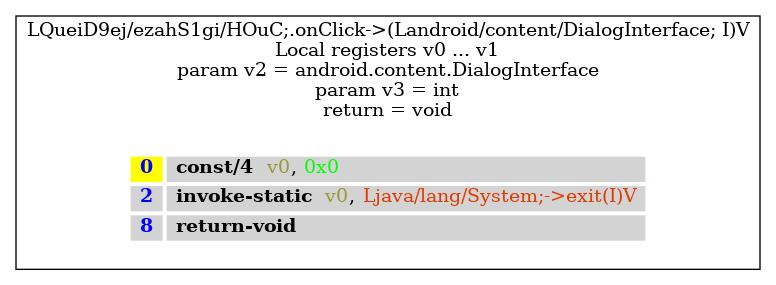 LQueiD9ej/ezahS1gi/HOuC;.onClick->(Landroid/content/DialogInterface; I)V
Local registers v0 ... v1
param v2 = android.content.DialogInterface
param v3 = int
return = void
0 const/4 v0, 0x0
2 invoke-static v0, Ljava/lang/System;->exit(I)V
8 return-void